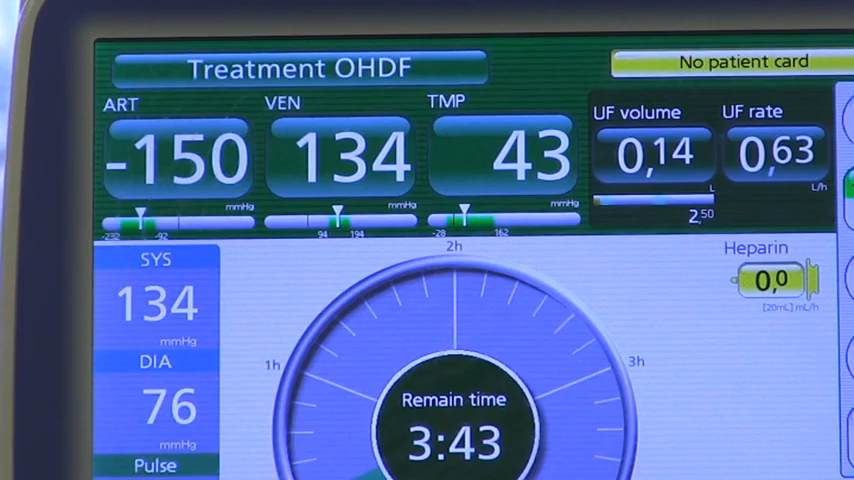 Treatment OHDF
No patient card
ART
VEN
TMP
UF volume
UF rate
-150
134
43
0,14
0,63
mmHg
mmHg
mmHg
L
L/h
-232
-92
94
194
-28
162
2,50
SYS
134
mmHg
DIA
76
mmHg
Pulse
2h
1h
3h
Remain time
3:43
Heparin
0,0
[20mL] mL/h